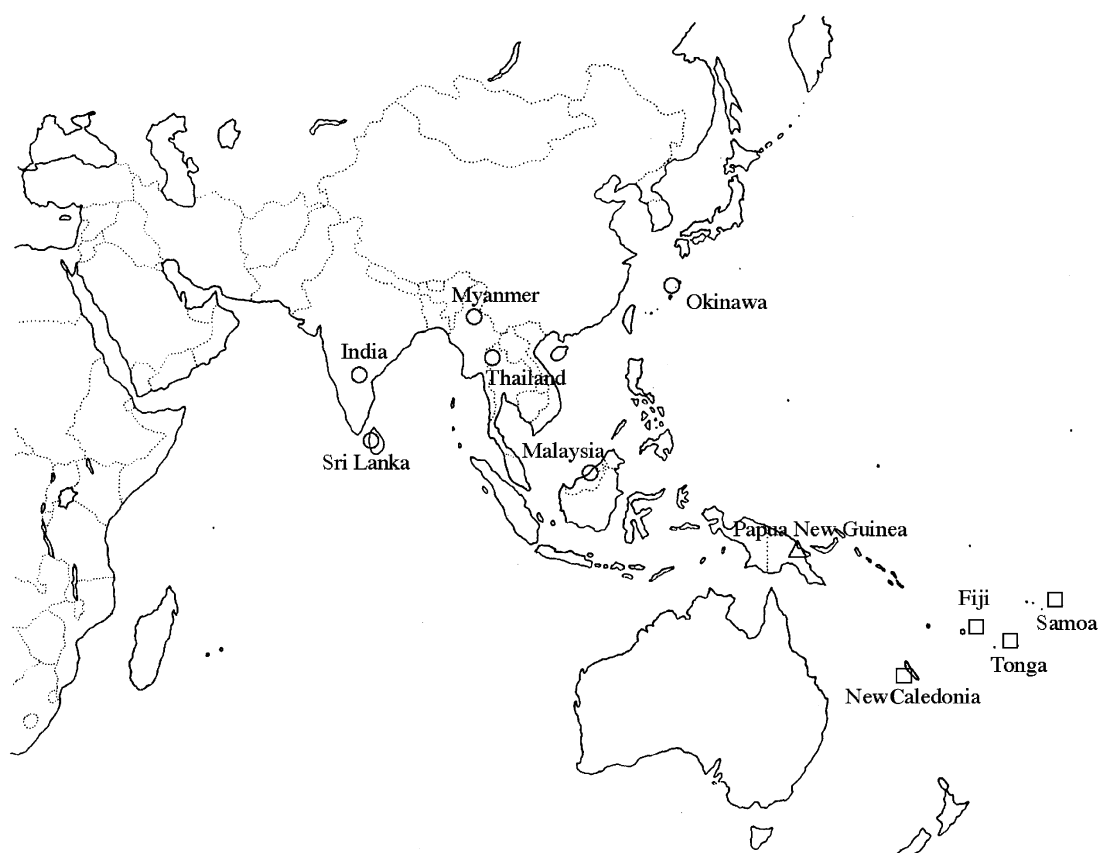 Myanmer
Okinawa
India
Thailand
Malaysia
Sri Lanka
Papua New Guinea
Fiji
Samoa
Tonga
NewCaledonia